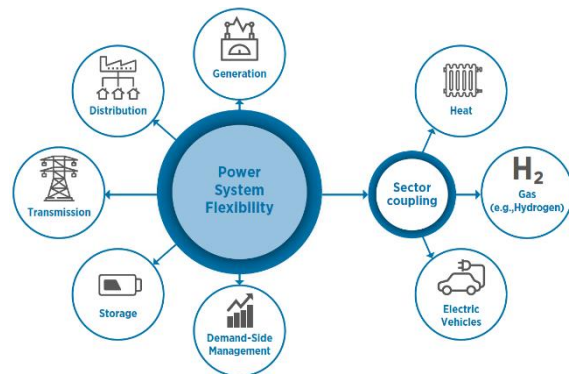 Generation
Distribution
Heat
Power
System
Flexibility
Sector
coupling
H2
Gas
(e.g.,Hydrogen)
Transmission
Storage
Demand-Side
Management
Electric
Vehicles